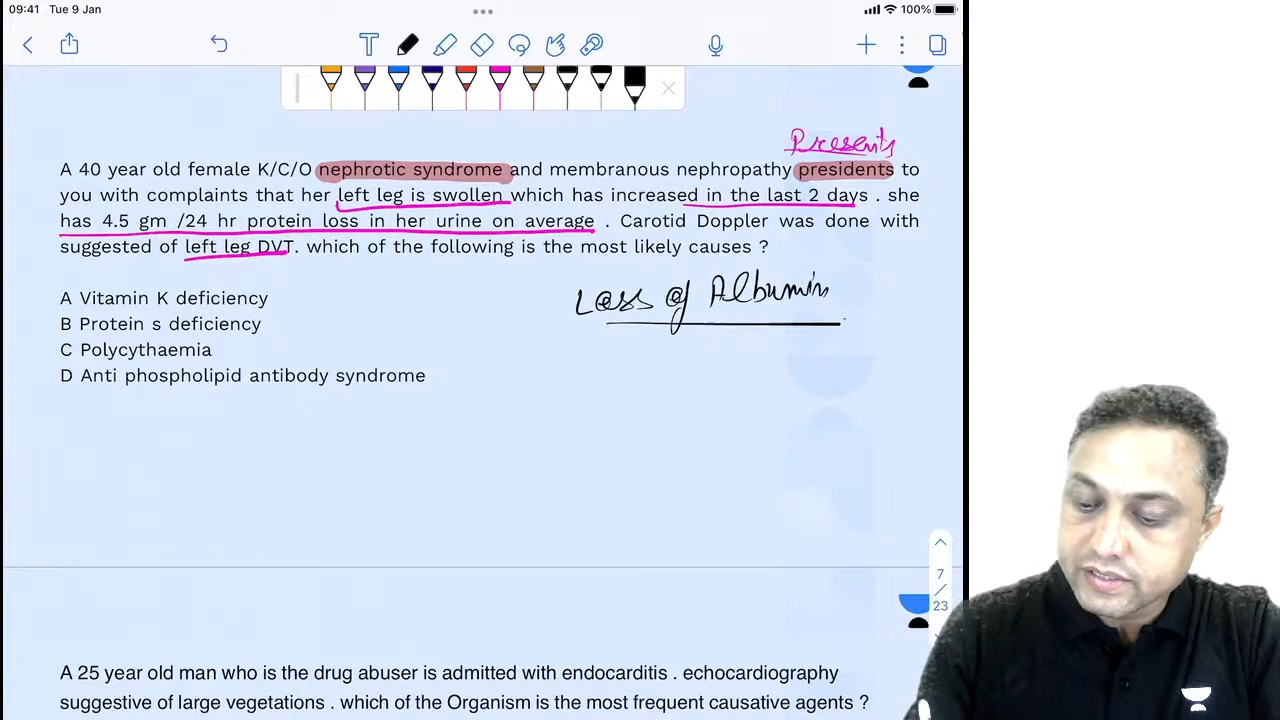 09:41 Tue 9 Jan
100%
T
Presents
A 40 year old female K/C/O nephrotic syndrome and membranous nephropathy presidents to
you with complaints that her left leg is swollen which has increased in the last 2 days . she
has 4.5 gm /24 hr protein loss in her urine on average . Carotid Doppler was done with
suggested of left leg DVT. which of the following is the most likely causes ?
Loss of Albumin
A Vitamin K deficiency
B Protein s deficiency
C Polycythaemia
D Anti phospholipid antibody syndrome
7
/
23
A 25 year old man who is the drug abuser is admitted with endocarditis . echocardiography
suggestive of large vegetations . which of the Organism is the most frequent causative agents ?